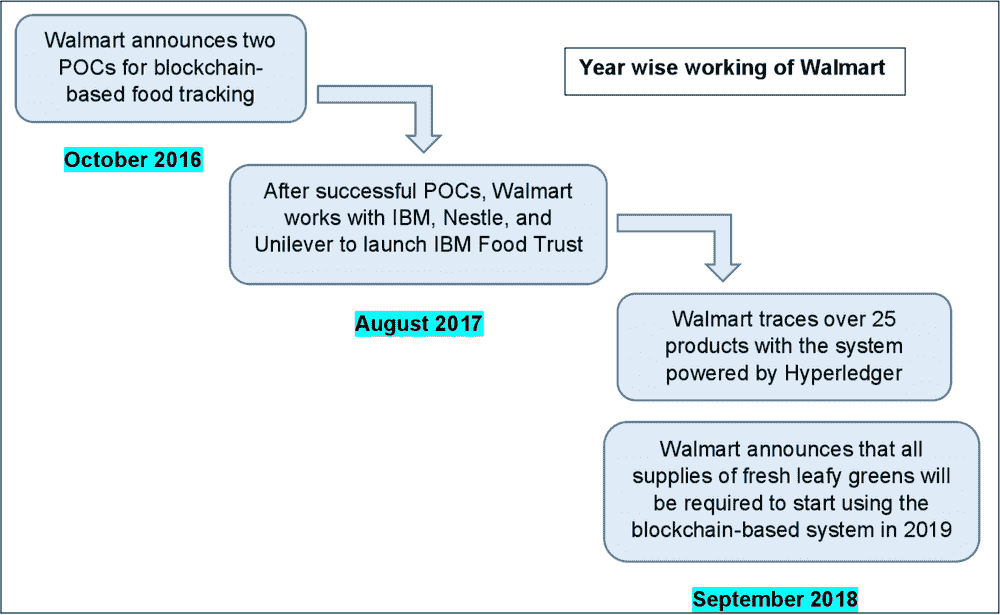 Walmart announces two
POCs for blockchain-
based food tracking
Year wise working of Walmart
October 2016
After successful POCs, Walmart
works with IBM, Nestle, and
Unilever to launch IBM Food Trust
August 2017
Walmart traces over 25
products with the system
powered by Hyperledger
Walmart announces that all
supplies of fresh leafy greens will
be required to start using the
blockchain-based system in 2019
September 2018